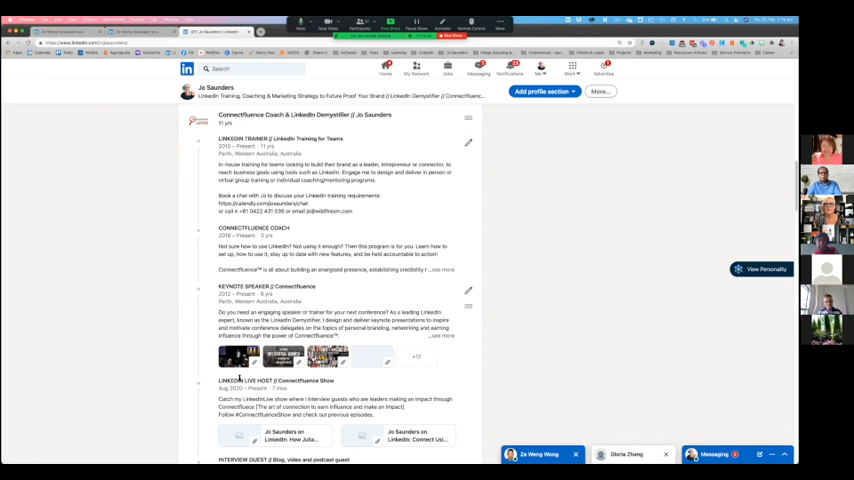 https://www.linkedin.com/in/josaunders/
Search
Home
My Network
Jobs
Messaging
Notifications
Me
Work
Advertise
Jo Saunders
LinkedIn Training, Coaching & Marketing Strategy to Future Proof Your Brand // LinkedIn Demystifier // Connectfluenc...
Add profile section
More...
Connectfluence Coach & LinkedIn Demystifier // Jo Saunders
11 yrs
LINKEDIN TRAINER // LinkedIn Training for Teams
Present · 11 yrs
Perth, Western Australia, Australia
In-house training for teams looking to build their brand as a leader, intrepreneur or connector, to
reach business goals using tools such as LinkedIn. Engage me to design and deliver in person or
virtual group training or individual coaching/mentoring programs.
Book a chat with Jo to discuss your LinkedIn training requirements:
https://calendly.com/josaunders/chat
or call + +61 0422 431 039 or email jo@wildfiresm.com
CONNECTFLUENCE COACH
2018 – Present · 3 yrs
Not sure how to use LinkedIn? Not using it enough? Then this program is for you. Learn how to
set up, how to use it, stay up to date with new features, and be held accountable to action!
Connectfluence™ is all about building an energised presence, establishing credibility t ...see more
KEYNOTE SPEAKER // Connectfluence
2012 – Present · 9 yrs
Perth, Western Australia, Australia
Do you need an engaging speaker or trainer for your next conference? As a leading LinkedIn
expert, known as the LinkedIn Demystifier, I design and deliver keynote presentations to inspire
and motivate conference delegates on the topics of personal branding, networking and earning
influence through the power of Connectfluence™.
...see more
+12
LINKEDIN LIVE HOST // Connectfluence Show
Aug 2020 – Present · 7 mos
Catch my LinkedInLive show where I interview guests who are leaders making an impact through
Connectfluence [The art of connection to earn Influence and make an Impact]
Follow #ConnectfluenceShow and check out previous episodes.
Jo Saunders on
LinkedIn: How Julia...
Jo Saunders on
LinkedIn: Connect Usi...
INTERVIEW GUEST // Blog, video and podcast guest
View Personality
Ze Weng Wong
Gloria Zhang
Messaging